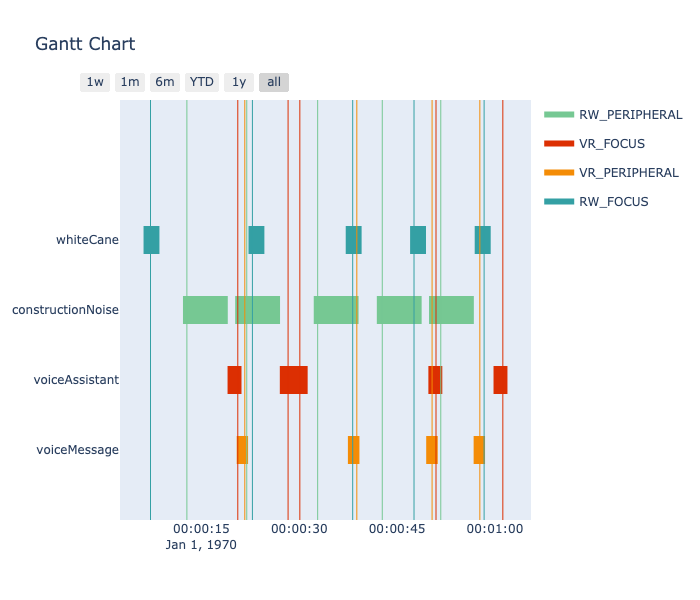 Gantt Chart
1w 1m 6m YTD 1y all
RW_PERIPHERAL
VR_FOCUS
VR_PERIPHERAL
RW_FOCUS
whiteCane
constructionNoise
voiceAssistant
voiceMessage
00:00:15 00:00:30 00:00:45 00:01:00
Jan 1, 1970